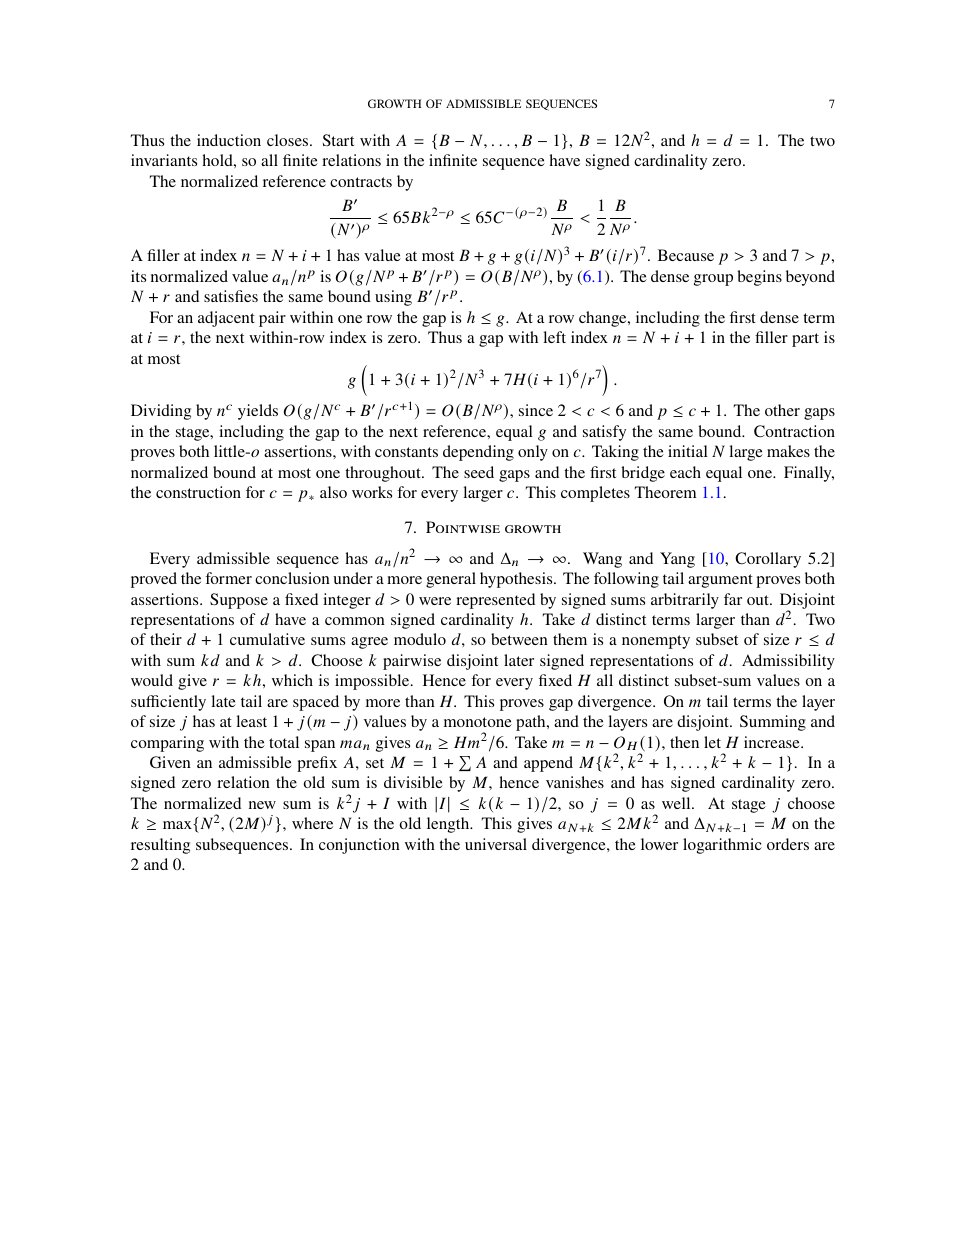 GROWTH OF ADMISSIBLE SEQUENCES 7
Thus the induction closes. Start with A = {B − N, . . . , B − 1}, B = 12N², and h = d = 1. The two
invariants hold, so all finite relations in the infinite sequence have signed cardinality zero.
The normalized reference contracts by
B′/(N′)^ρ ≤ 65Bk^{2−ρ} ≤ 65C^{−(ρ−2)} B/N^ρ < 1/2 B/N^ρ.
A filler at index n = N + i + 1 has value at most B + g + g(i/N)³ + B′(i/r)⁷. Because p > 3 and 7 > p,
its normalized value a_n/n^p is O(g/N^p + B′/r^p) = O(B/N^ρ), by (6.1). The dense group begins beyond
N + r and satisfies the same bound using B′/r^p.
For an adjacent pair within one row the gap is h ≤ g. At a row change, including the first dense term
at i = r, the next within-row index is zero. Thus a gap with left index n = N + i + 1 in the filler part is
at most
g (1 + 3(i + 1)²/N³ + 7H(i + 1)⁶/r⁷) .
Dividing by n^c yields O(g/N^c + B′/r^{c+1}) = O(B/N^ρ), since 2 < c < 6 and p ≤ c + 1. The other gaps
in the stage, including the gap to the next reference, equal g and satisfy the same bound. Contraction
proves both little-o assertions, with constants depending only on c. Taking the initial N large makes the
normalized bound at most one throughout. The seed gaps and the first bridge each equal one. Finally,
the construction for c = p_* also works for every larger c. This completes Theorem 1.1.
7. Pointwise growth
Every admissible sequence has a_n/n² → ∞ and Δ_n → ∞. Wang and Yang [10, Corollary 5.2]
proved the former conclusion under a more general hypothesis. The following tail argument proves both
assertions. Suppose a fixed integer d > 0 were represented by signed sums arbitrarily far out. Disjoint
representations of d have a common signed cardinality h. Take d distinct terms larger than d². Two
of their d + 1 cumulative sums agree modulo d, so between them is a nonempty subset of size r ≤ d
with sum kd and k > d. Choose k pairwise disjoint later signed representations of d. Admissibility
would give r = kh, which is impossible. Hence for every fixed H all distinct subset-sum values on a
sufficiently late tail are spaced by more than H. This proves gap divergence. On m tail terms the layer
of size j has at least 1 + j(m − j) values by a monotone path, and the layers are disjoint. Summing and
comparing with the total span ma_n gives a_n ≥ Hm²/6. Take m = n − O_H(1), then let H increase.
Given an admissible prefix A, set M = 1 + ∑ A and append M{k², k² + 1, . . . , k² + k − 1}. In a
signed zero relation the old sum is divisible by M, hence vanishes and has signed cardinality zero.
The normalized new sum is k²j + I with |I| ≤ k(k − 1)/2, so j = 0 as well. At stage j choose
k ≥ max{N², (2M)^j}, where N is the old length. This gives a_{N+k} ≤ 2Mk² and Δ_{N+k−1} = M on the
resulting subsequences. In conjunction with the universal divergence, the lower logarithmic orders are
2 and 0.